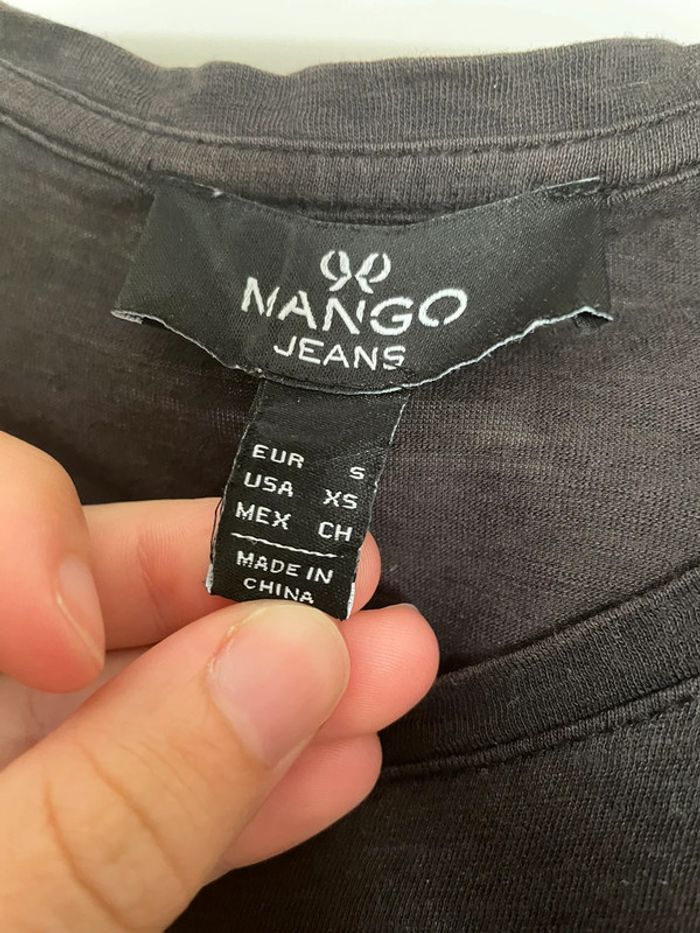 MANGO
JEANS
EUR S
USA XS
MEX CH
MADE IN
CHINA